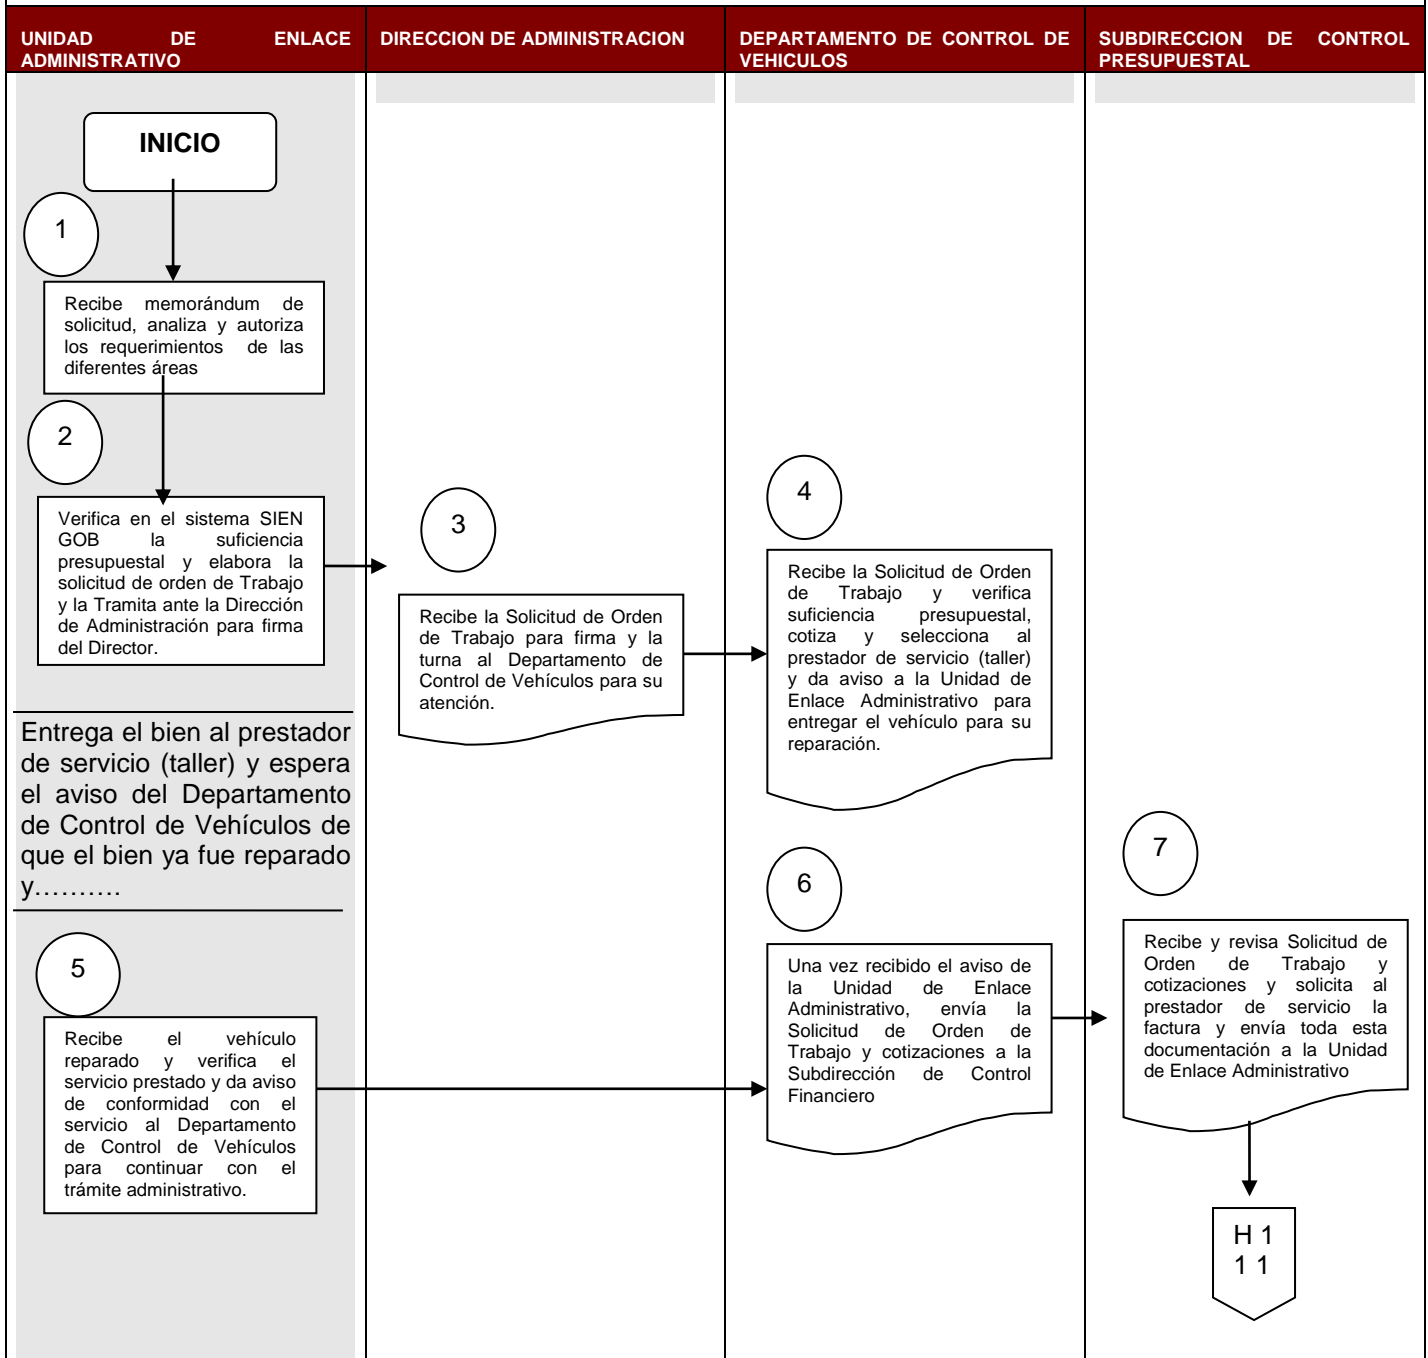 UNIDAD DE ENLACE
ADMINISTRATIVO
DIRECCION DE ADMINISTRACION
DEPARTAMENTO DE CONTROL DE
VEHICULOS
SUBDIRECCION DE CONTROL
PRESUPUESTAL
INICIO
1
Recibe memorándum de
solicitud, analiza y autoriza
los requerimientos de las
diferentes áreas
2
Verifica en el sistema SIEN
GOB la suficiencia
presupuestal y elabora la
solicitud de orden de Trabajo
y la Tramita ante la Dirección
de Administración para firma
del Director.
3
Recibe la Solicitud de Orden
de Trabajo para firma y la
turna al Departamento de
Control de Vehículos para su
atención.
4
Recibe la Solicitud de Orden
de Trabajo y verifica
suficiencia presupuestal,
cotiza y selecciona al
prestador de servicio (taller)
y da aviso a la Unidad de
Enlace Administrativo para
entregar el vehículo para su
reparación.
Entrega el bien al prestador
de servicio (taller) y espera
el aviso del Departamento
de Control de Vehículos de
que el bien ya fue reparado
y……….
5
Recibe el vehículo
reparado y verifica el
servicio prestado y da aviso
de conformidad con el
servicio al Departamento
de Control de Vehículos
para continuar con el
trámite administrativo.
6
Una vez recibido el aviso de
la Unidad de Enlace
Administrativo, envía la
Solicitud de Orden de
Trabajo y cotizaciones a la
Subdirección de Control
Financiero
7
Recibe y revisa Solicitud de
Orden de Trabajo y
cotizaciones y solicita al
prestador de servicio la
factura y envía toda esta
documentación a la Unidad
de Enlace Administrativo
H 1
1 1